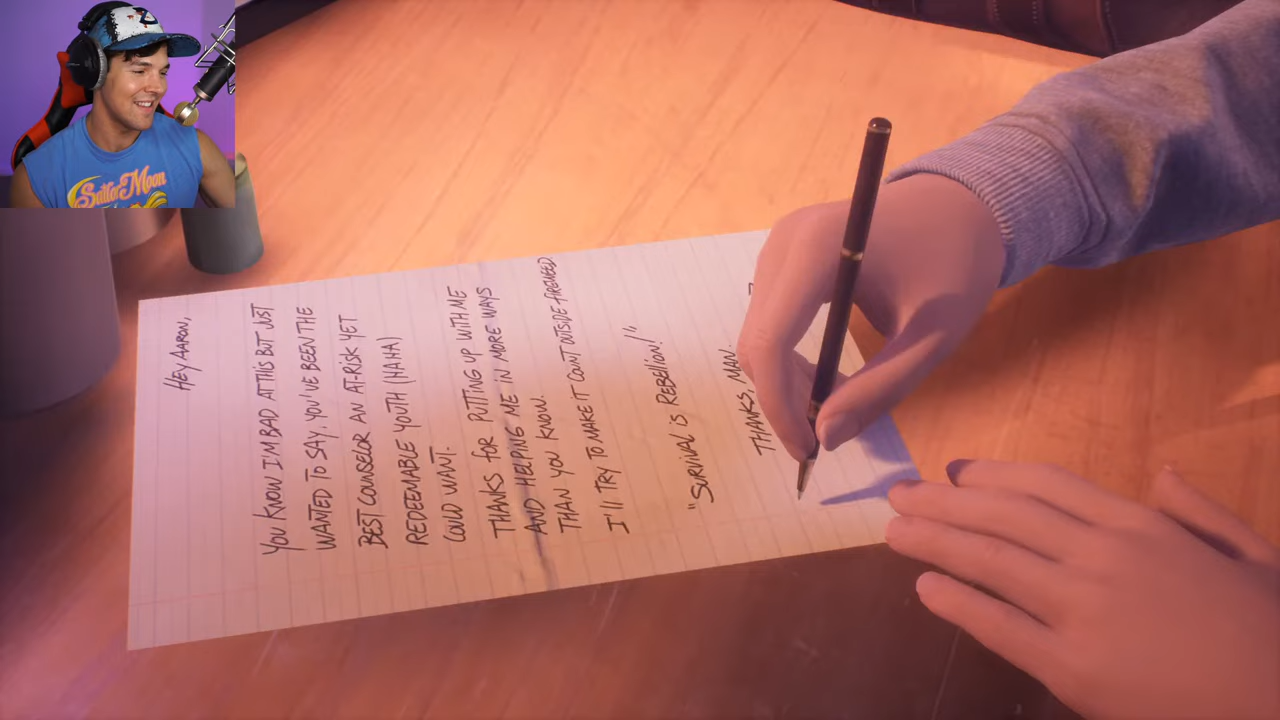 Sailor Moon
HEY AARON,
YOU KNOW I'M BAD AT THIS BUT JUST
WANTED TO SAY, YOU'VE BEEN THE
BEST COUNSELOR AN AT-RISK YET
REDEEMABLE YOUTH (HAHA)
COULD WANT.
THANKS FOR PUTTING UP WITH ME
AND HELPING ME IN MORE WAYS
THAN YOU KNOW.
I'LL TRY TO MAKE IT COUNT OUTSIDE FIREWEED
"SURVIVAL IS REBELLION!"
THANKS, MAN.